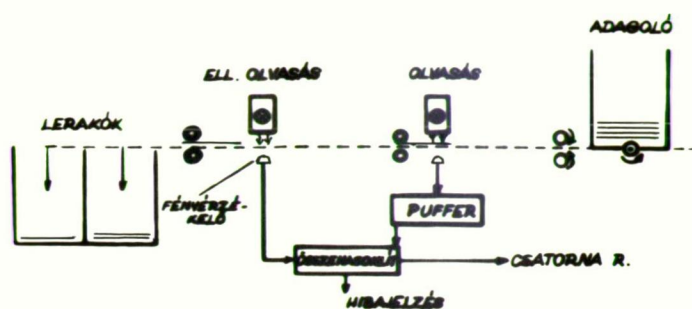 ADAGOLÓ
ELL. OLVASÁS
OLVASÁS
LERAKÓK
FÉNYÉRZÉ-
KELŐ
PUFFER
ÖSSZEHASONLÍT
CSATORNA R.
HIBAJELZÉS